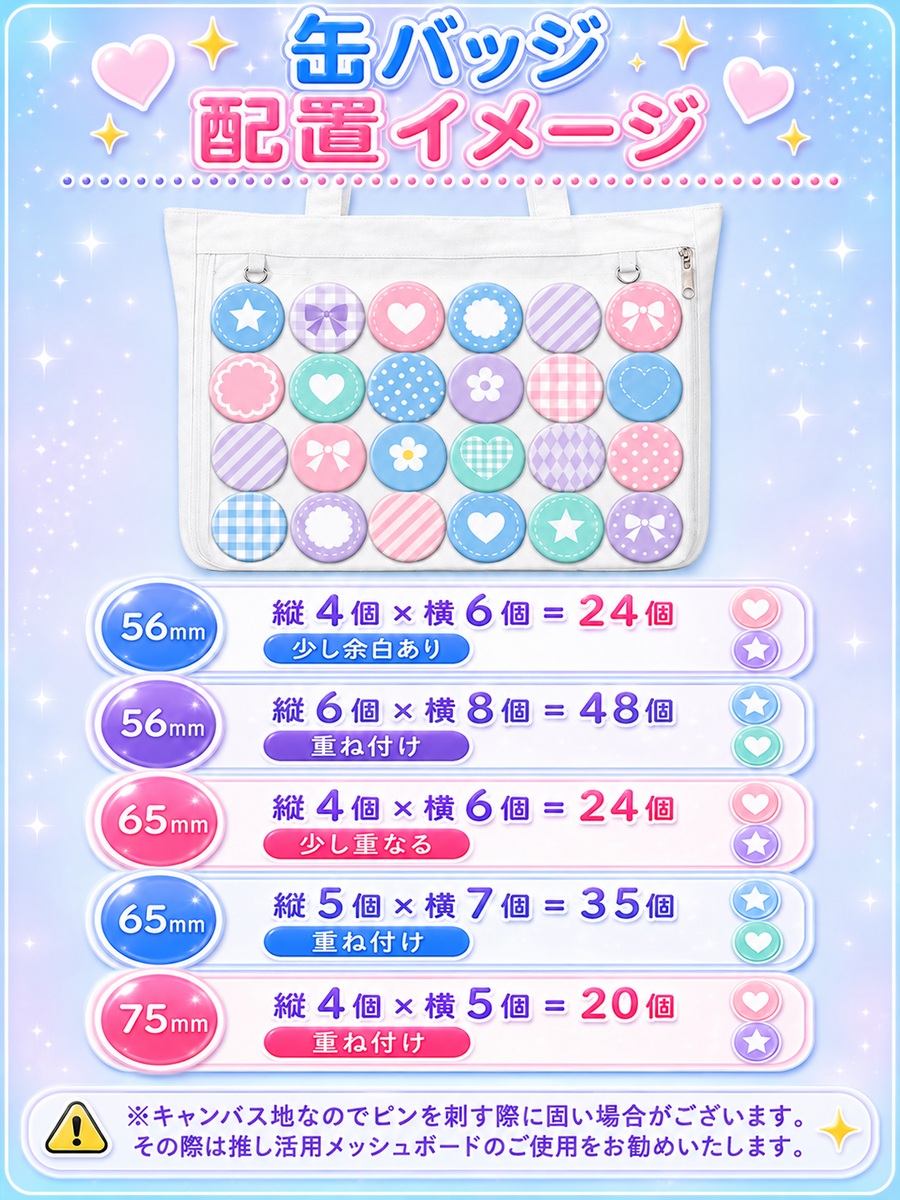 缶バッジ
配置イメージ
56mm
縦4個×横6個=24個
少し余白あり
56mm
縦6個×横8個=48個
重ね付け
65mm
縦4個×横6個=24個
少し重なる
65mm
縦5個×横7個=35個
重ね付け
75mm
縦4個×横5個=20個
重ね付け
※キャンバス地なのでピンを刺す際に固い場合がございます。
その際は推し活用メッシュボードのご使用をお勧めいたします。